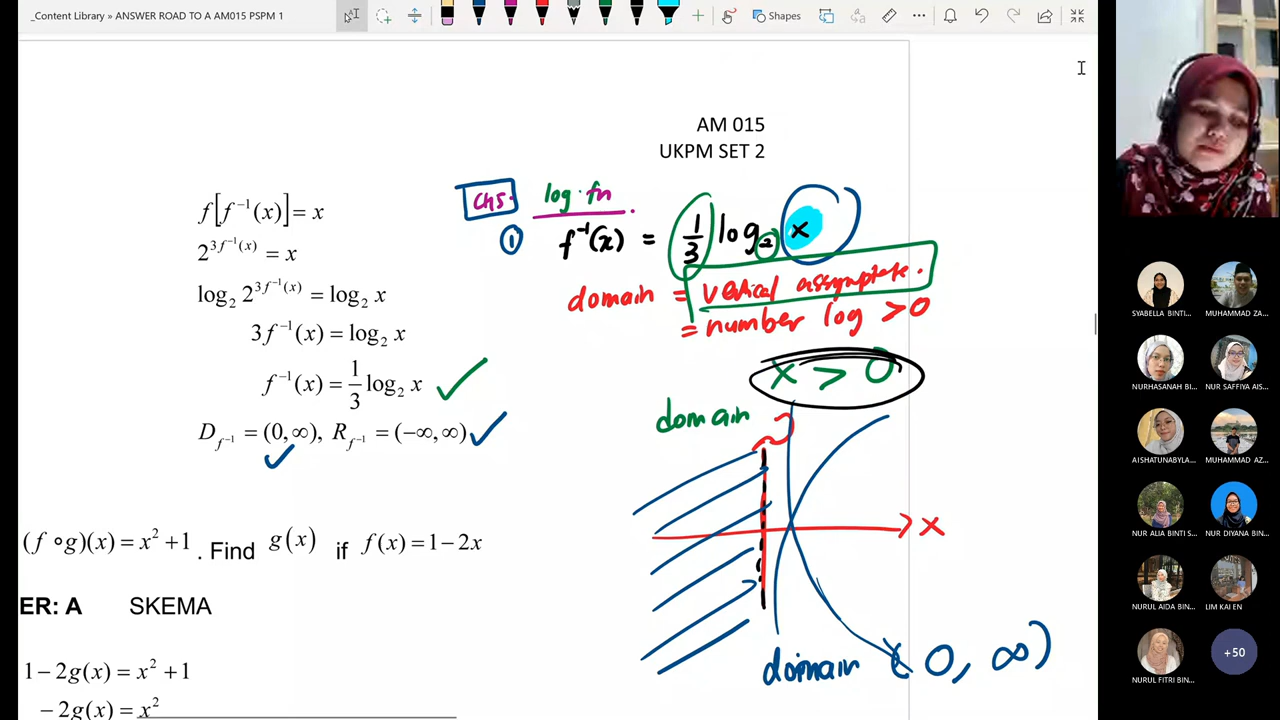 _Content Library » ANSWER ROAD TO A AM015 PSPM 1
Shapes
AM 015
UKPM SET 2
f[f⁻¹(x)] = x
2^{3f⁻¹(x)} = x
log₂ 2^{3f⁻¹(x)} = log₂ x
3f⁻¹(x) = log₂ x
f⁻¹(x) = 1/3 log₂ x
D_{f⁻¹} = (0,∞), R_{f⁻¹} = (−∞,∞)
Ch5. log fn
① f⁻¹(x) = 1/3 log₂ x
domain = vertical assymptote.
= number log > 0
x > 0
domain
x
domain (0, ∞)
(f∘g)(x) = x² + 1 . Find g(x) if f(x) = 1 − 2x
ER: A SKEMA
1 − 2g(x) = x² + 1
− 2g(x) = x²
SYABELLA BINTI...
MUHAMMAD ZA...
NURHASANAH BI...
NUR SAFFIYA AIS...
AISHATUNABYLA...
MUHAMMAD AZ...
NUR ALIA BINTI S...
NUR DIYANA BIN...
NURUL AIDA BIN...
LIM KAI EN
NURUL FITRI BIN...
+50